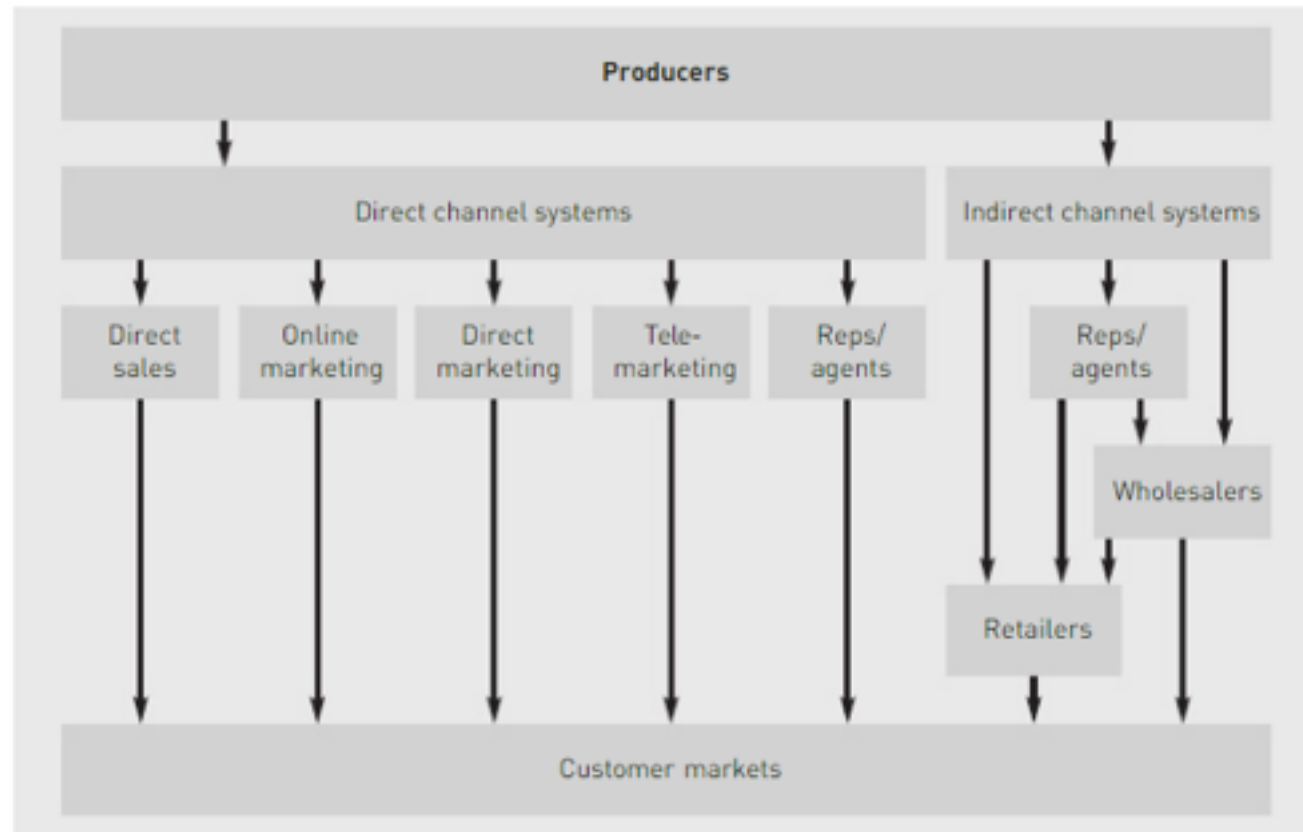 Producers
Direct channel systems
Indirect channel systems
Direct
sales
Online
marketing
Direct
marketing
Tele-
marketing
Reps/
agents
Reps/
agents
Wholesalers
Retailers
Customer markets